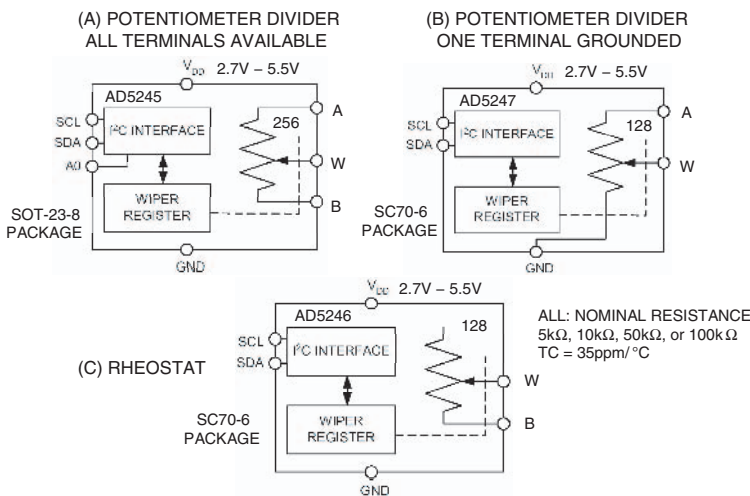 (A) POTENTIOMETER DIVIDER
ALL TERMINALS AVAILABLE
VDD 2.7V – 5.5V
AD5245
SCL
SDA
A0
I²C INTERFACE
WIPER
REGISTER
256
A
W
B
SOT-23-8
PACKAGE
GND
(B) POTENTIOMETER DIVIDER
ONE TERMINAL GROUNDED
VDD 2.7V – 5.5V
AD5247
SCL
SDA
I²C INTERFACE
WIPER
REGISTER
128
A
W
SC70-6
PACKAGE
GND
(C) RHEOSTAT
VDD 2.7V – 5.5V
AD5246
SCL
SDA
I²C INTERFACE
WIPER
REGISTER
128
W
B
SC70-6
PACKAGE
GND
ALL: NOMINAL RESISTANCE
5kΩ, 10kΩ, 50kΩ, or 100kΩ
TC = 35ppm/°C